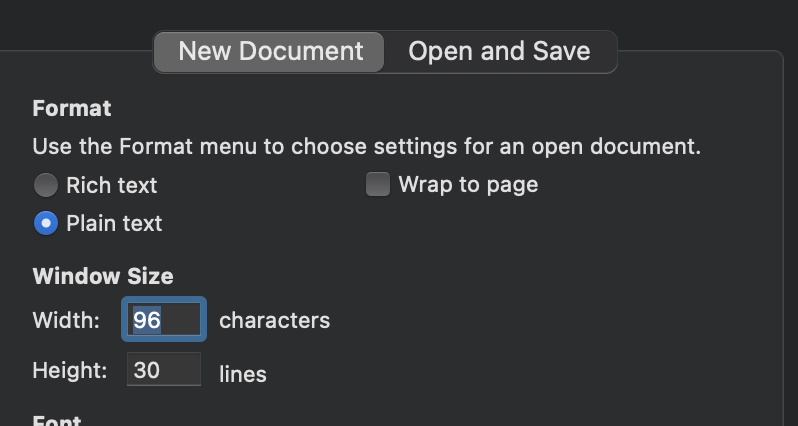 New Document Open and Save
Format
Use the Format menu to choose settings for an open document.
Rich text Wrap to page
Plain text
Window Size
Width: 96 characters
Height: 30 lines
Font